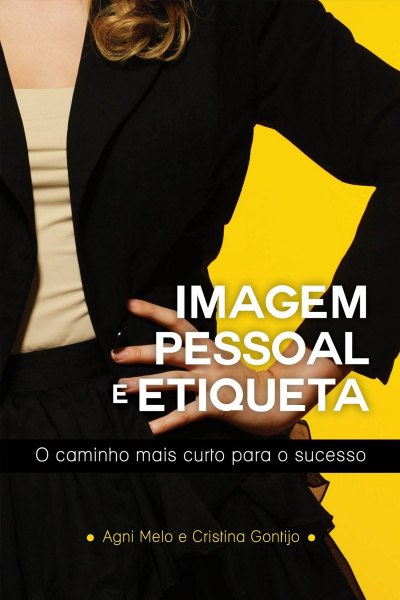 IMAGEM
PESSOAL
E ETIQUETA
O caminho mais curto para o sucesso
• Agni Melo e Cristina Gontijo •